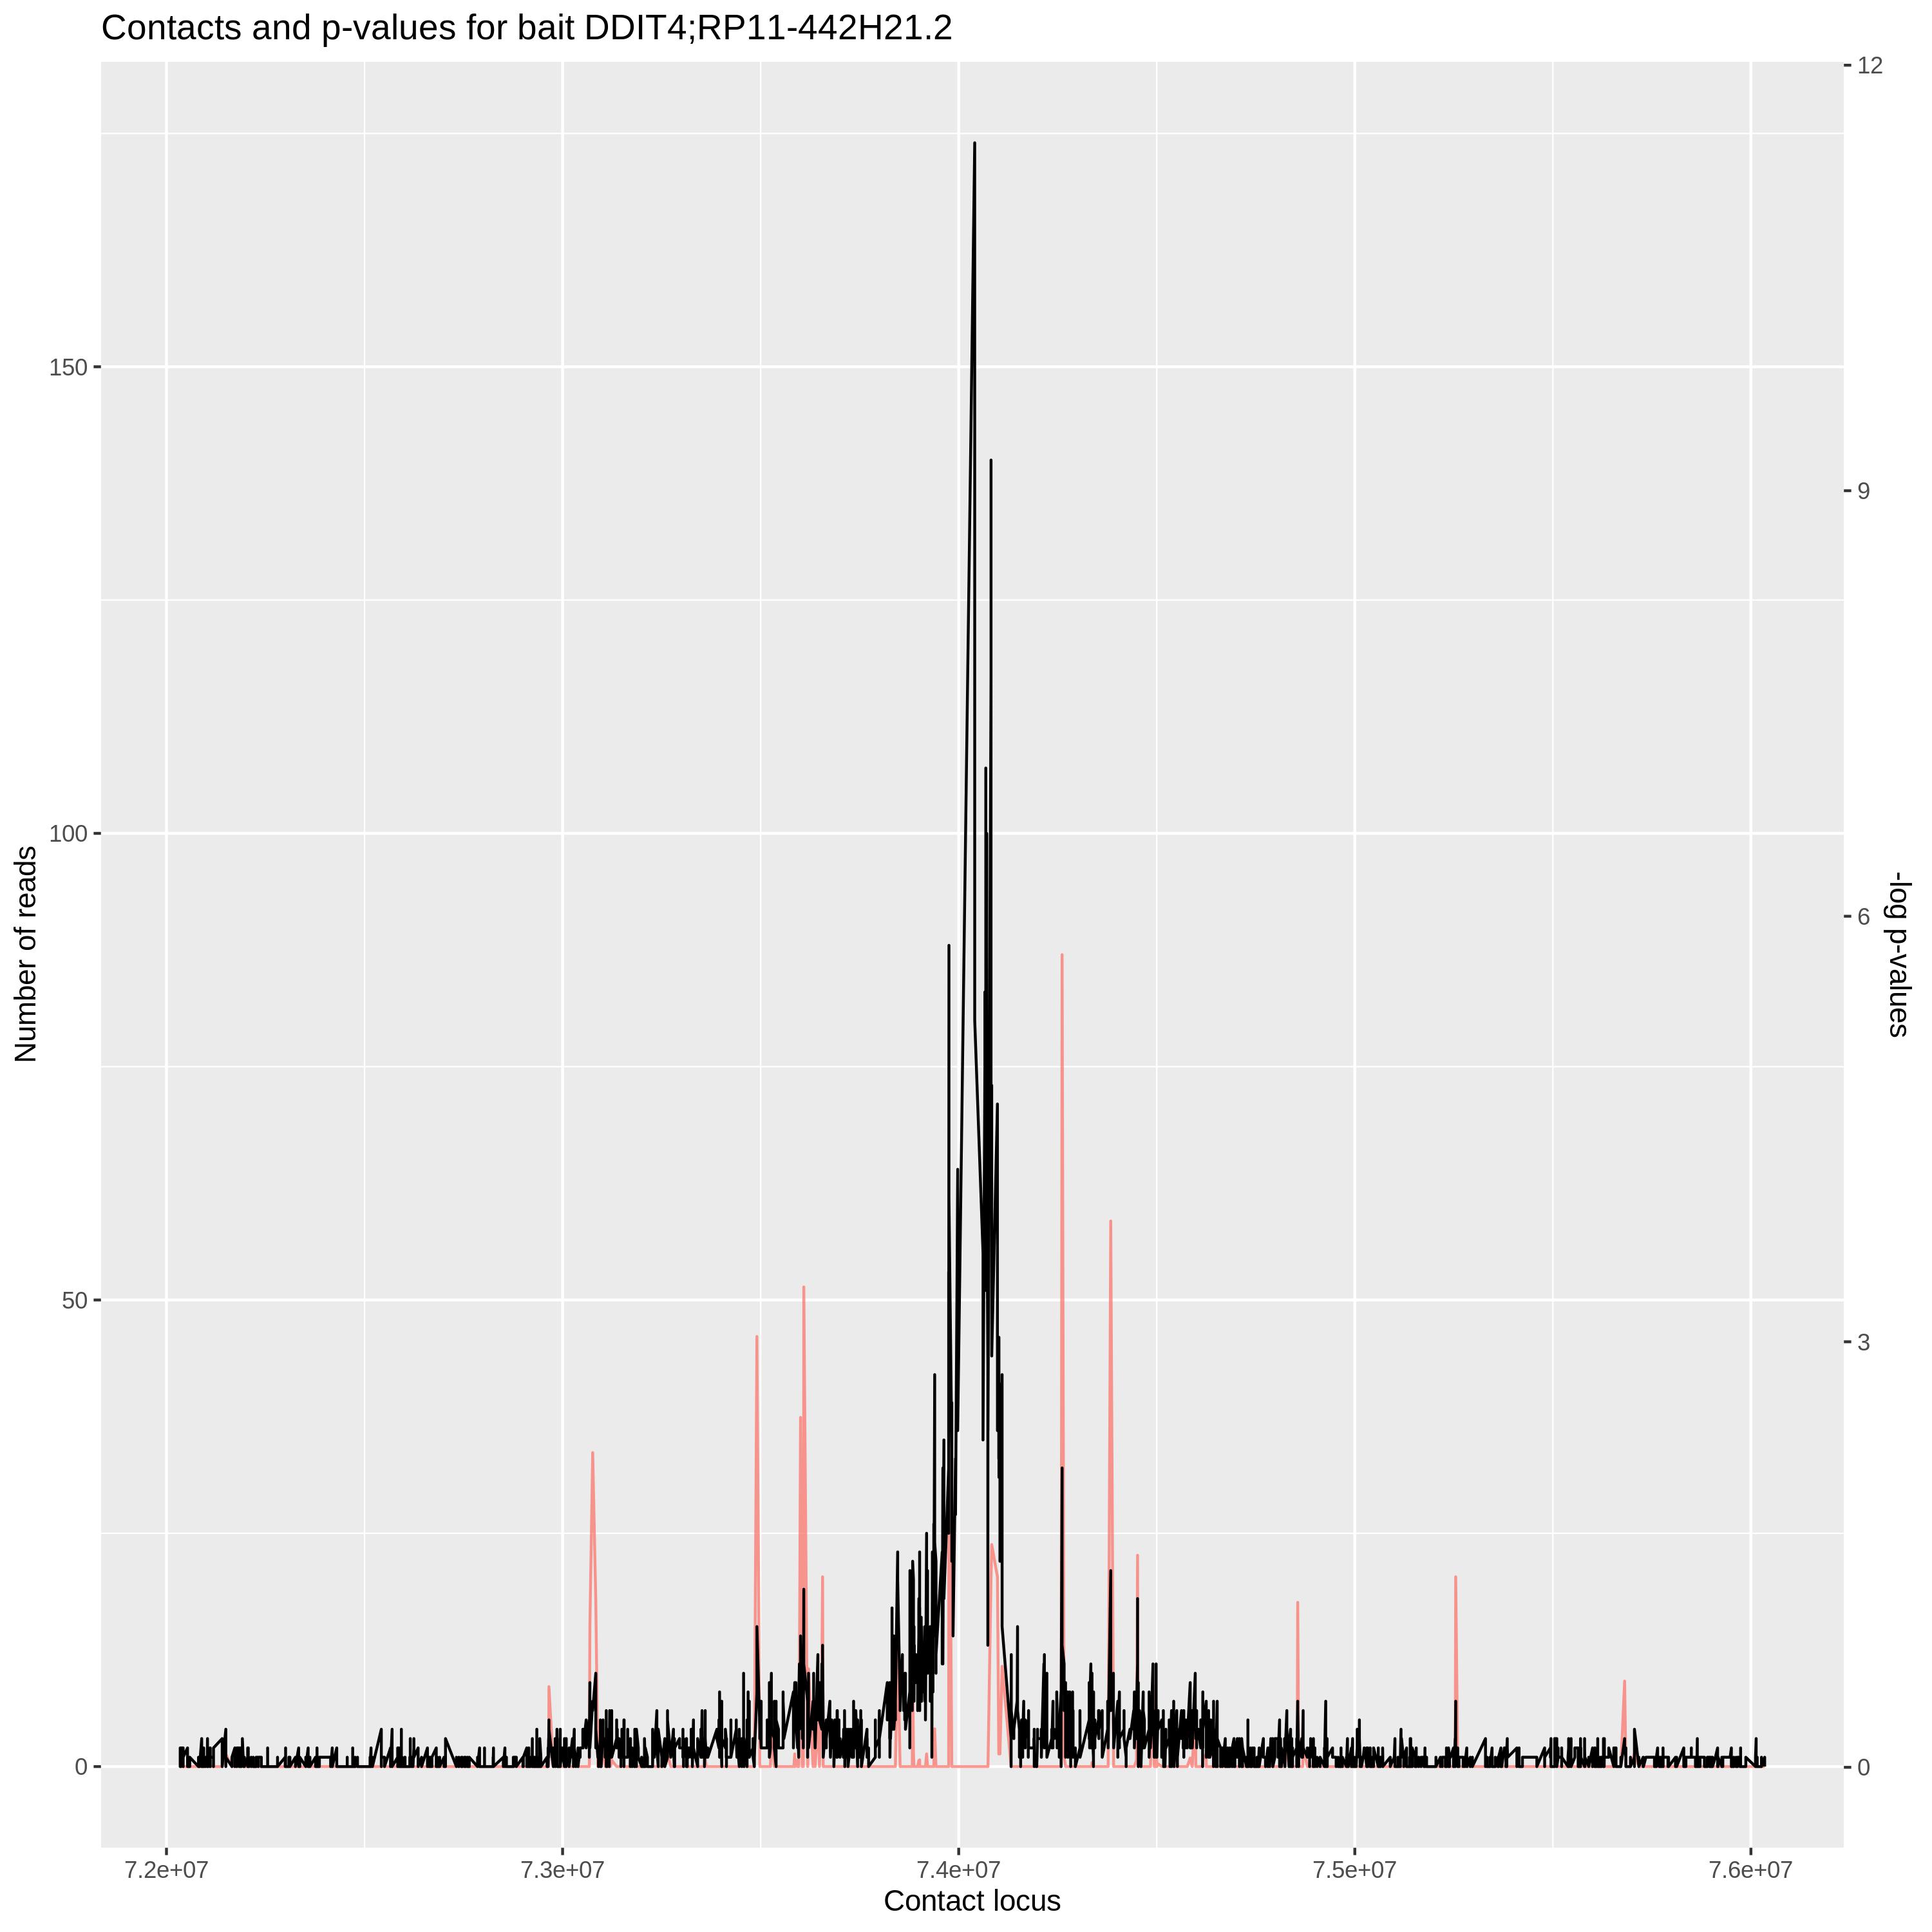 Contacts and p-values for bait DDIT4;RP11-442H21.2
12
150
9
100
6
Number of reads
-log p-values
50
3
0
0
7.2e+07
7.3e+07
7.4e+07
7.5e+07
7.6e+07
Contact locus